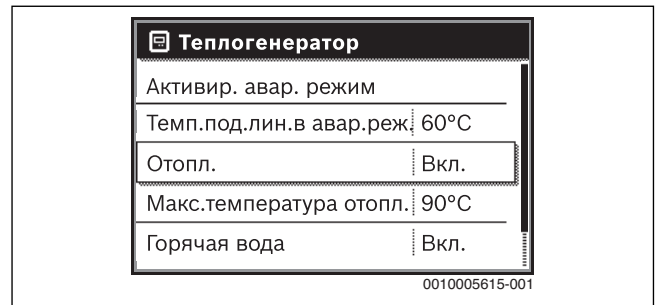 Теплогенератор
Активир. авар. режим
Темп.под.лин.в авар.реж. 60°C
Отопл. Вкл.
Макс.температура отопл. 90°C
Горячая вода Вкл.
0010005615-001